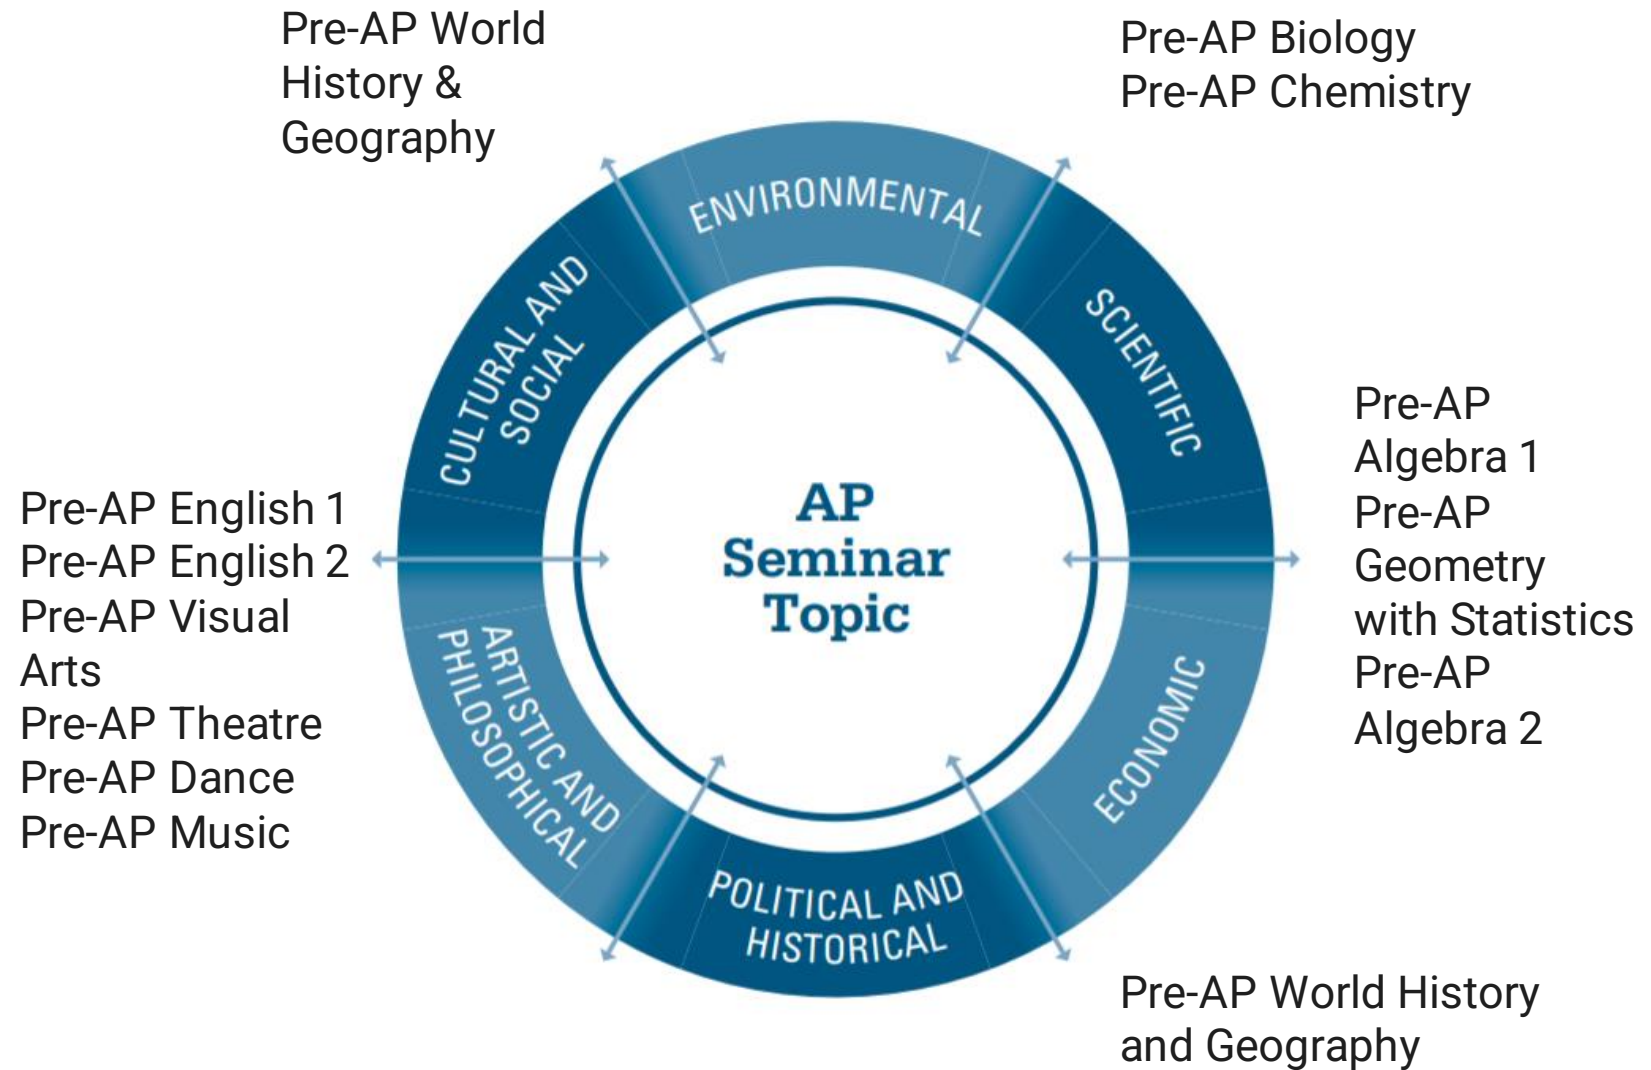 Pre-AP World
History &
Geography
Pre-AP Biology
Pre-AP Chemistry
ENVIRONMENTAL
CULTURAL AND
SOCIAL
SCIENTIFIC
Pre-AP
Algebra 1
Pre-AP
Geometry
with Statistics
Pre-AP
Algebra 2
AP
Seminar
Topic
Pre-AP English 1
Pre-AP English 2
Pre-AP Visual
Arts
Pre-AP Theatre
Pre-AP Dance
Pre-AP Music
ARTISTIC AND
PHILOSOPHICAL
ECONOMIC
POLITICAL AND
HISTORICAL
Pre-AP World History
and Geography